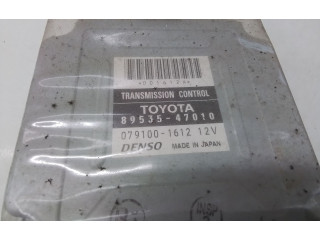 TRANSMISSION CONTROL
TOYOTA
89535-47010
079100-1612 12V
DENSO MADE IN JAPAN